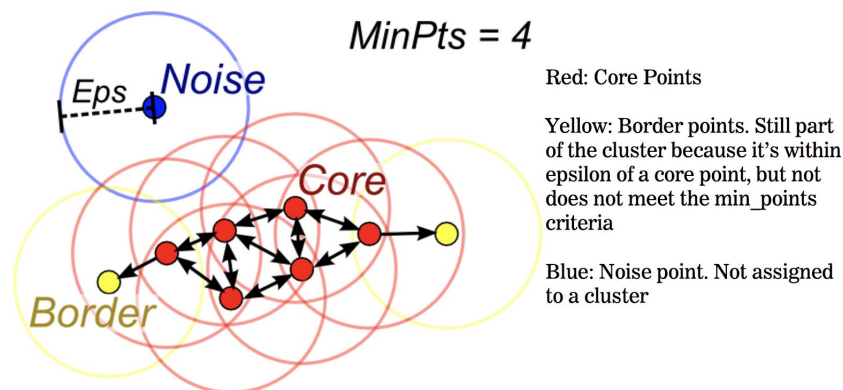 MinPts = 4
Eps
Noise
Core
Border
Red: Core Points
Yellow: Border points. Still part
of the cluster because it's within
epsilon of a core point, but not
does not meet the min_points
criteria
Blue: Noise point. Not assigned
to a cluster